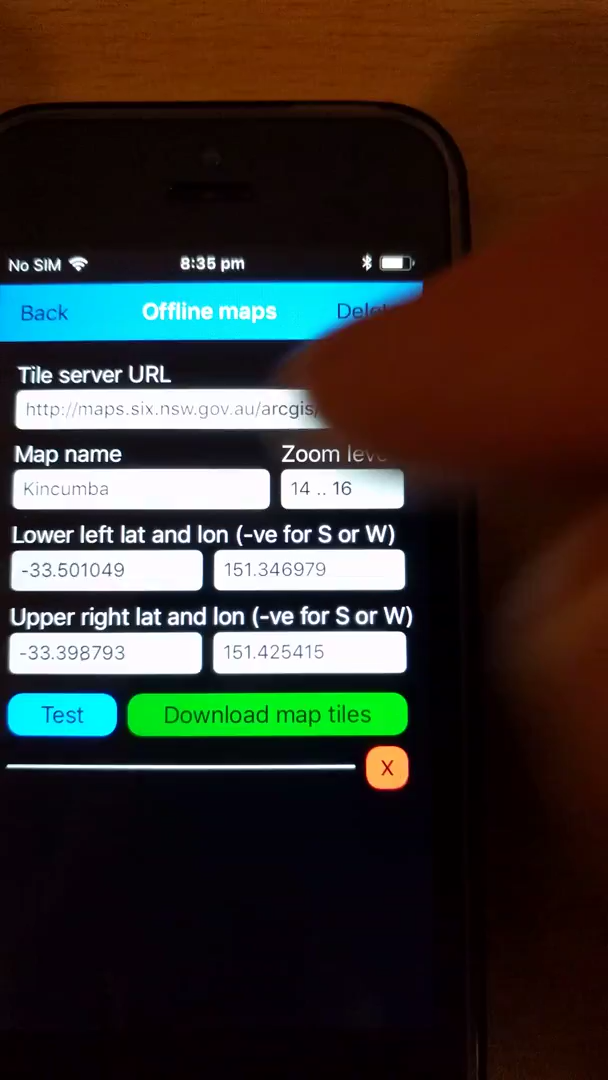 No SIM 8:35 pm
Back Offline maps
Tile server URL
http://maps.six.nsw.gov.au/arcgis/
Map name Zoom
Kincumba 14 .. 16
Lower left lat and lon (-ve for S or W)
-33.501049 151.346979
Upper right lat and lon (-ve for S or W)
-33.398793 151.425415
Test Download map tiles
X